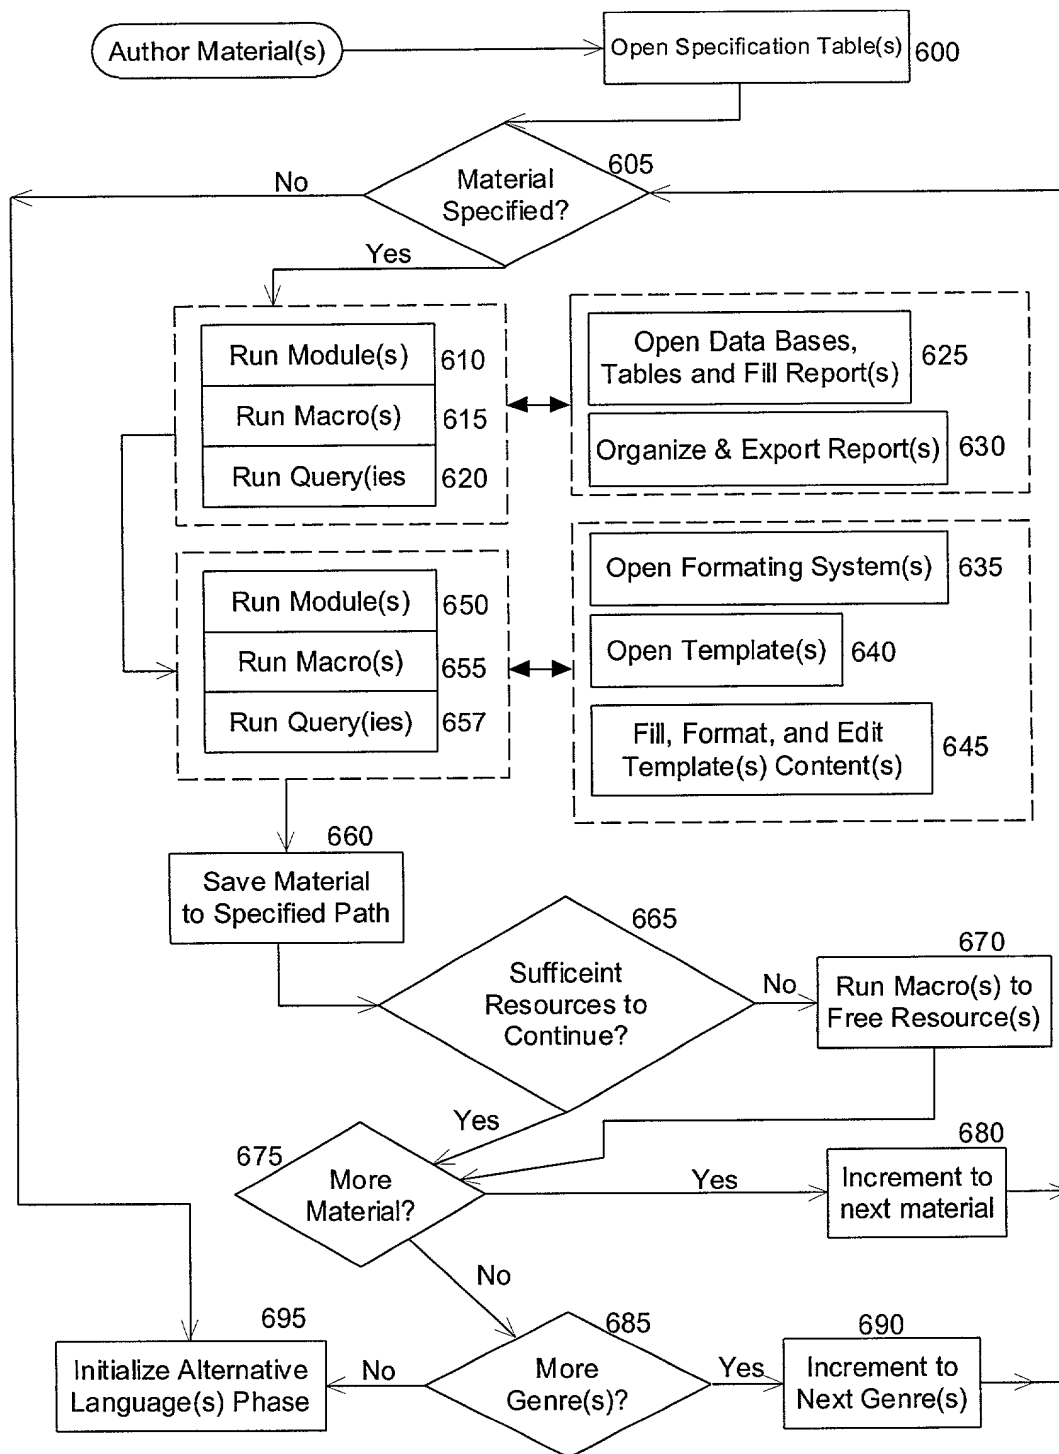 Author Material(s)
Open Specification Table(s)
600
605
Material
Specified?
No
Yes
Run Module(s)
610
Run Macro(s)
615
Run Query(ies
620
Open Data Bases,
Tables and Fill Report(s)
625
Organize & Export Report(s)
630
Run Module(s)
650
Run Macro(s)
655
Run Query(ies)
657
Open Formating System(s)
635
Open Template(s)
640
Fill, Format, and Edit
Template(s) Content(s)
645
660
Save Material
to Specified Path
665
Sufficeint
Resources to
Continue?
No
670
Run Macro(s) to
Free Resource(s)
Yes
675
More
Material?
Yes
680
Increment to
next material
No
685
More
Genre(s)?
Yes
690
Increment to
Next Genre(s)
No
695
Initialize Alternative
Language(s) Phase